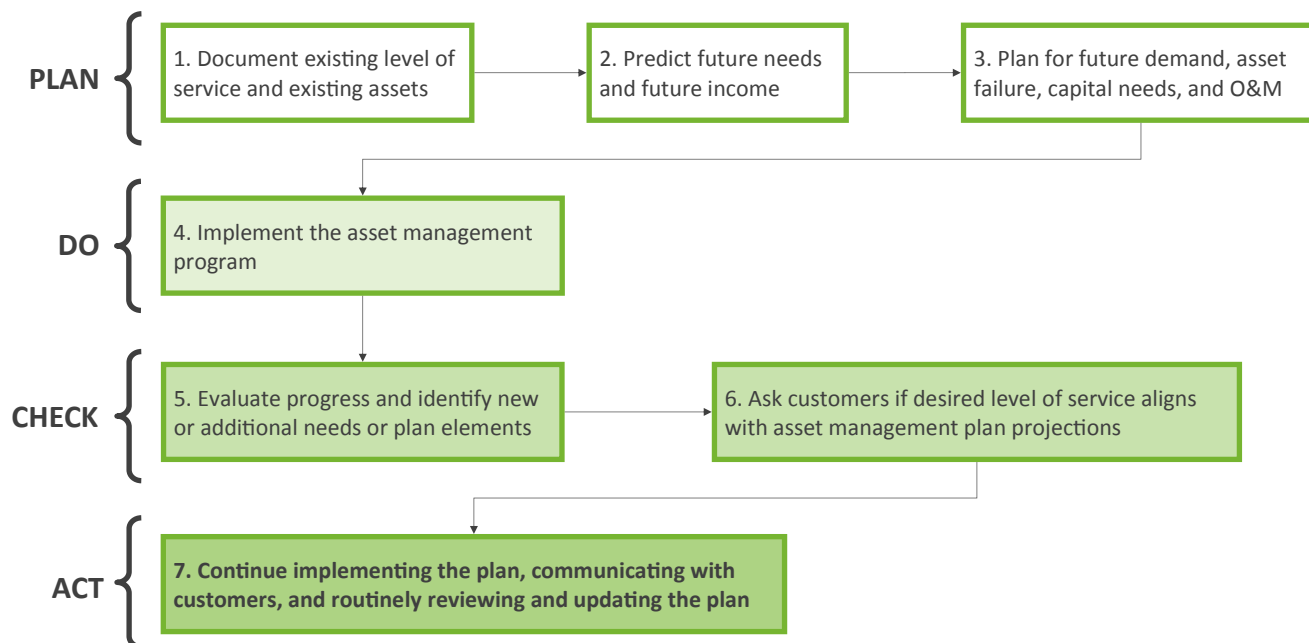 PLAN
1. Document existing level of
service and existing assets
2. Predict future needs
and future income
3. Plan for future demand, asset
failure, capital needs, and O&M
DO
4. Implement the asset management
program
CHECK
5. Evaluate progress and identify new
or additional needs or plan elements
6. Ask customers if desired level of service aligns
with asset management plan projections
ACT
7. Continue implementing the plan, communicating with
customers, and routinely reviewing and updating the plan